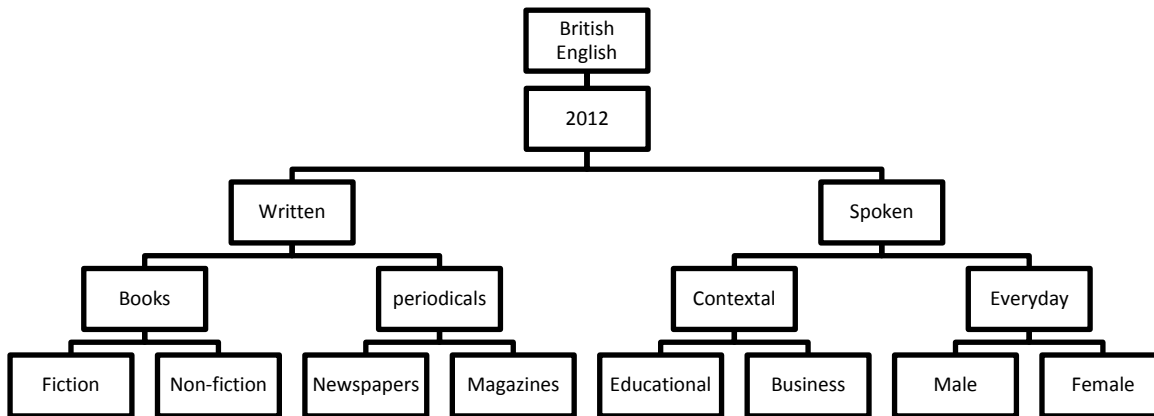 British
English
2012
Written
Spoken
Books
periodicals
Contextal
Everyday
Fiction
Non-fiction
Newspapers
Magazines
Educational
Business
Male
Female